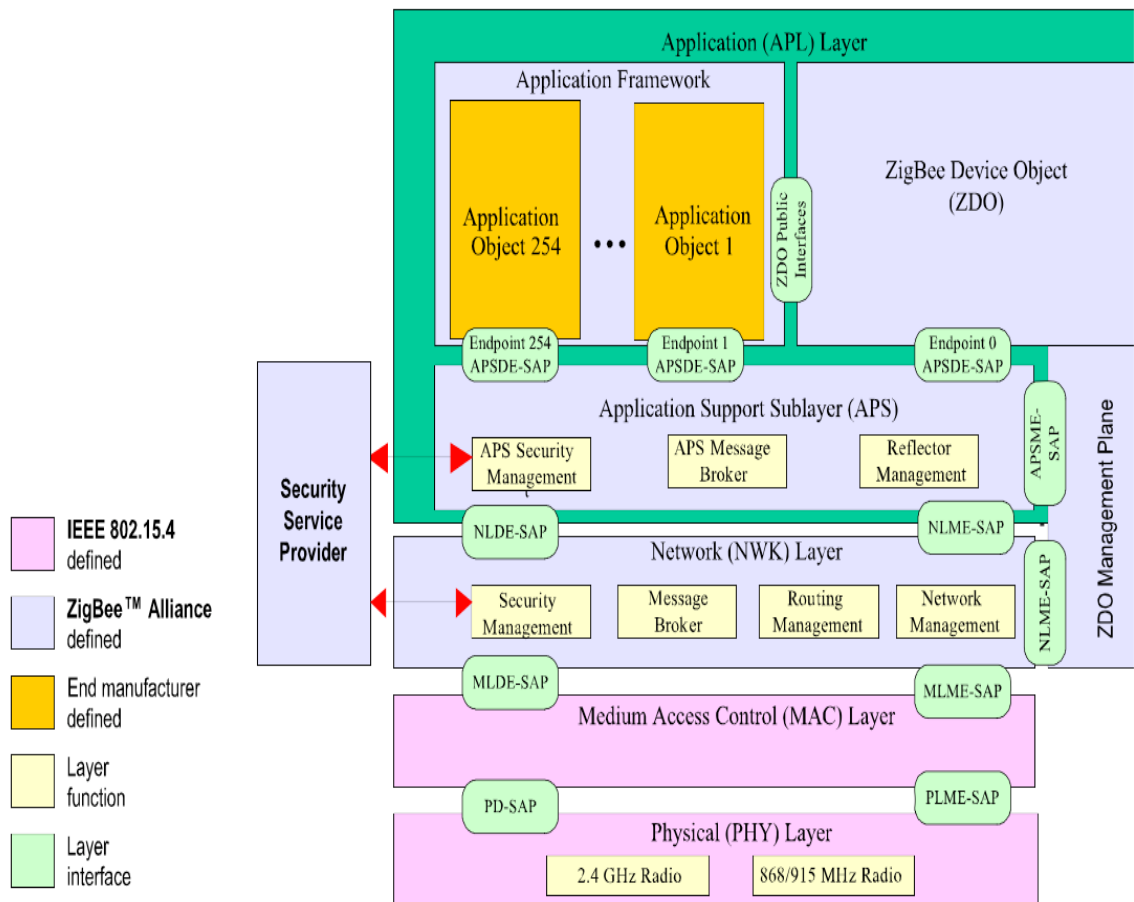 Application (APL) Layer
Application Framework
ZigBee Device Object
(ZDO)
Application
Object 254
•••
Application
Object 1
ZDO Public
Interfaces
Endpoint 254
APSDE-SAP
Endpoint 1
APSDE-SAP
Endpoint 0
APSDE-SAP
Application Support Sublayer (APS)
APS Security
Management
APS Message
Broker
Reflector
Management
APSME-
SAP
Security
Service
Provider
ZDO Management Plane
NLDE-SAP
NLME-SAP
Network (NWK) Layer
Security
Management
Message
Broker
Routing
Management
Network
Management
NLME-SAP
MLDE-SAP
MLME-SAP
Medium Access Control (MAC) Layer
PD-SAP
PLME-SAP
Physical (PHY) Layer
2.4 GHz Radio
868/915 MHz Radio
IEEE 802.15.4
defined
ZigBee™ Alliance
defined
End manufacturer
defined
Layer
function
Layer
interface